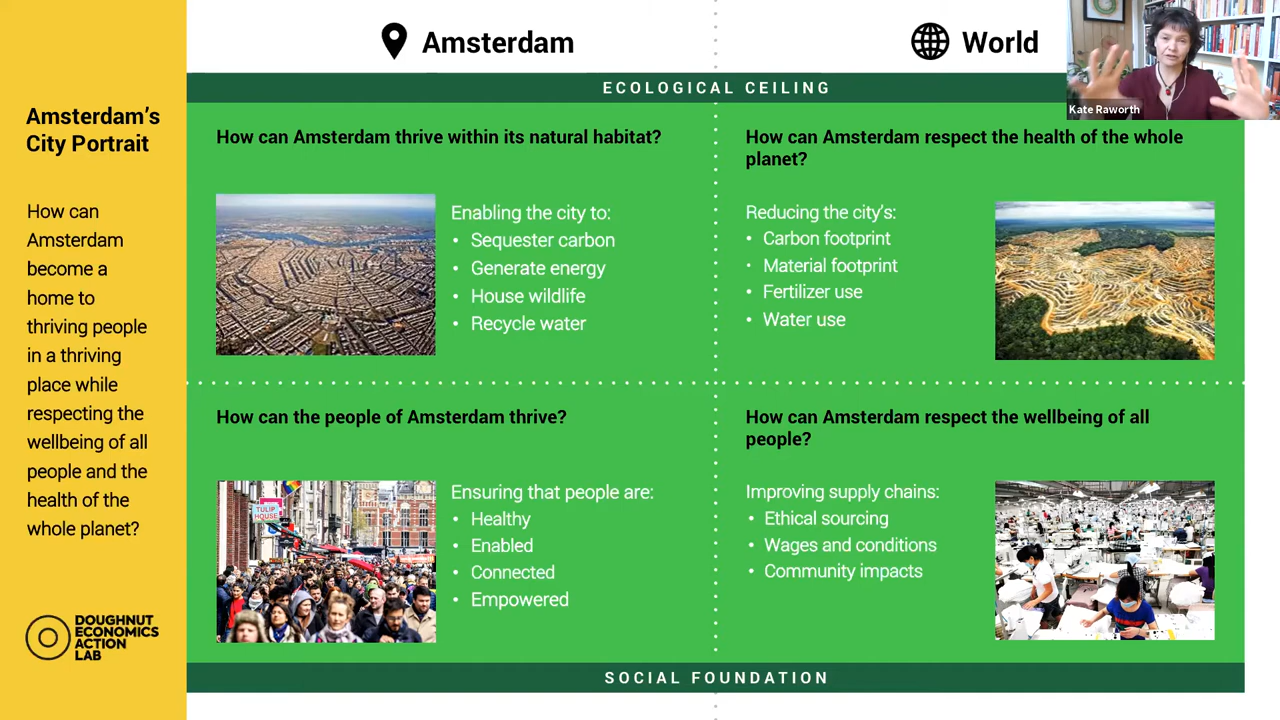 Amsterdam
World
Kate Raworth
ECOLOGICAL CEILING
Amsterdam’s
City Portrait
How can
Amsterdam
become a
home to
thriving people
in a thriving
place while
respecting the
wellbeing of all
people and the
health of the
whole planet?
DOUGHNUT
ECONOMICS
ACTION
LAB
How can Amsterdam thrive within its natural habitat?
Enabling the city to:
• Sequester carbon
• Generate energy
• House wildlife
• Recycle water
How can Amsterdam respect the health of the whole
planet?
Reducing the city’s:
• Carbon footprint
• Material footprint
• Fertilizer use
• Water use
How can the people of Amsterdam thrive?
TULIP
HOUSE
Ensuring that people are:
• Healthy
• Enabled
• Connected
• Empowered
How can Amsterdam respect the wellbeing of all
people?
Improving supply chains:
• Ethical sourcing
• Wages and conditions
• Community impacts
SOCIAL FOUNDATION